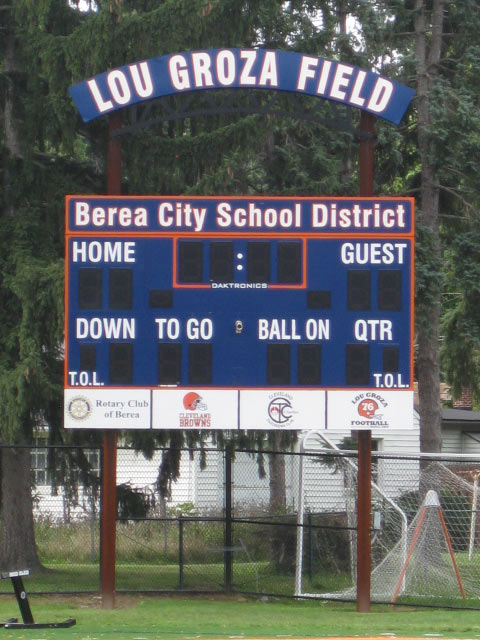 LOU GROZA FIELD
Berea City School District
HOME GUEST
:
DAKTRONICS
DOWN TO GO BALL ON QTR
T.O.L. T.O.L.
Rotary Club
of Berea
CLEVELAND
BROWNS
CLEVELAND
LOU GROZA
76
FOOTBALL